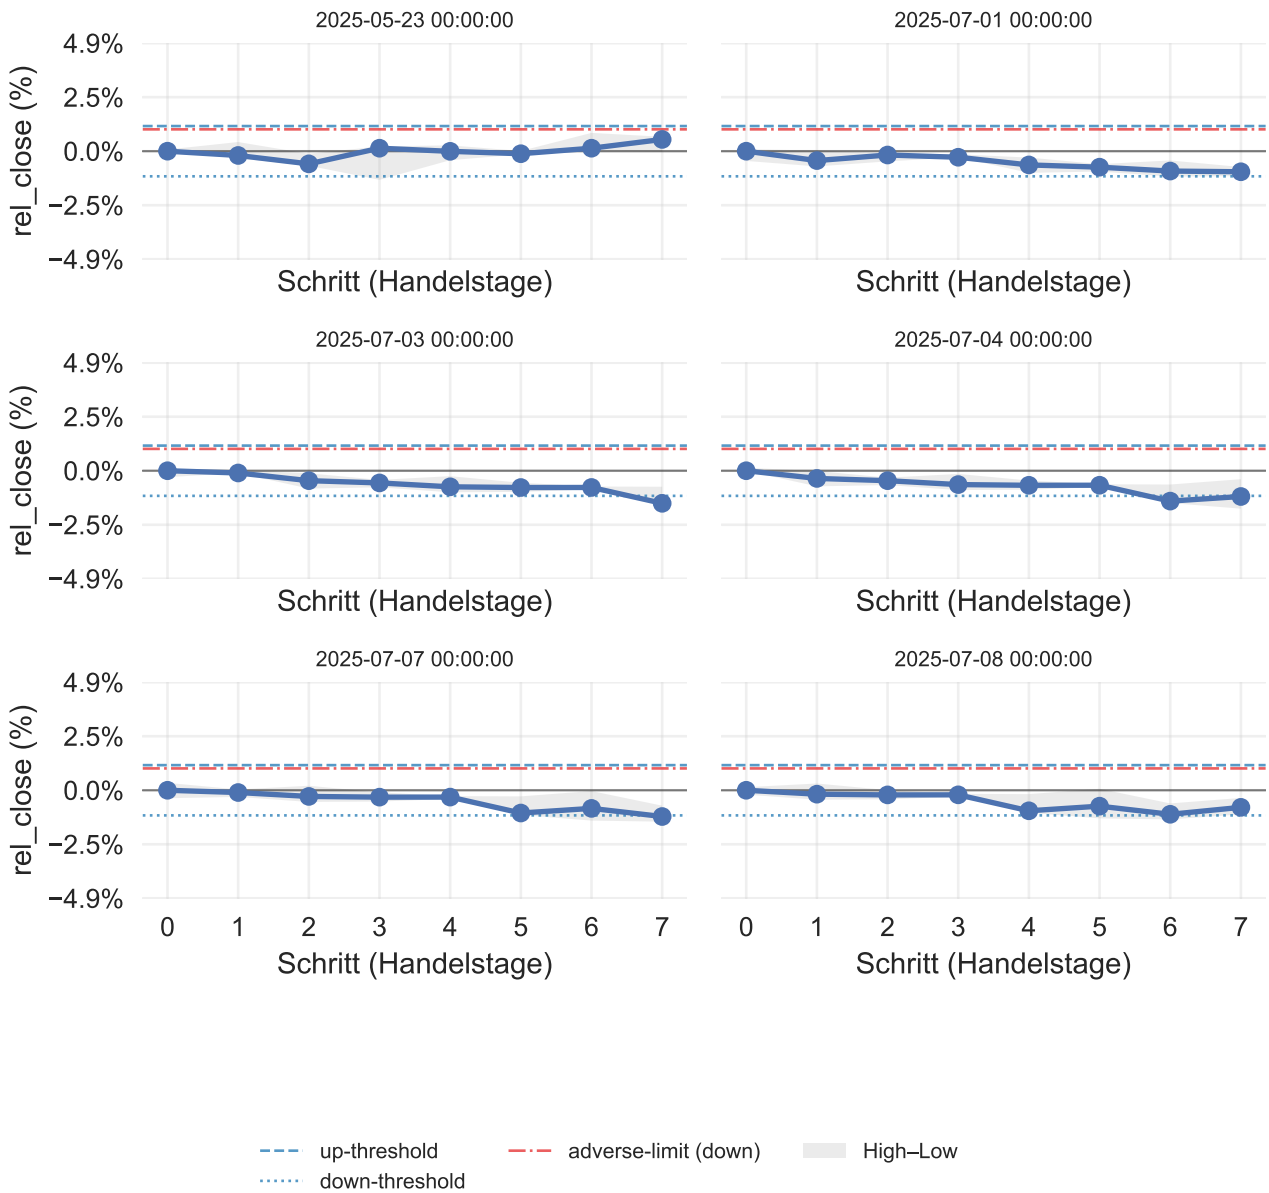 2025-05-23 00:00:00
2025-07-01 00:00:00
4.9%
2.5%
0.0%
−2.5%
−4.9%
rel_close (%)
Schritt (Handelstage)
Schritt (Handelstage)
2025-07-03 00:00:00
2025-07-04 00:00:00
4.9%
2.5%
0.0%
−2.5%
−4.9%
rel_close (%)
Schritt (Handelstage)
Schritt (Handelstage)
2025-07-07 00:00:00
2025-07-08 00:00:00
4.9%
2.5%
0.0%
−2.5%
−4.9%
rel_close (%)
0 1 2 3 4 5 6 7
0 1 2 3 4 5 6 7
Schritt (Handelstage)
Schritt (Handelstage)
up-threshold
down-threshold
adverse-limit (down)
High–Low